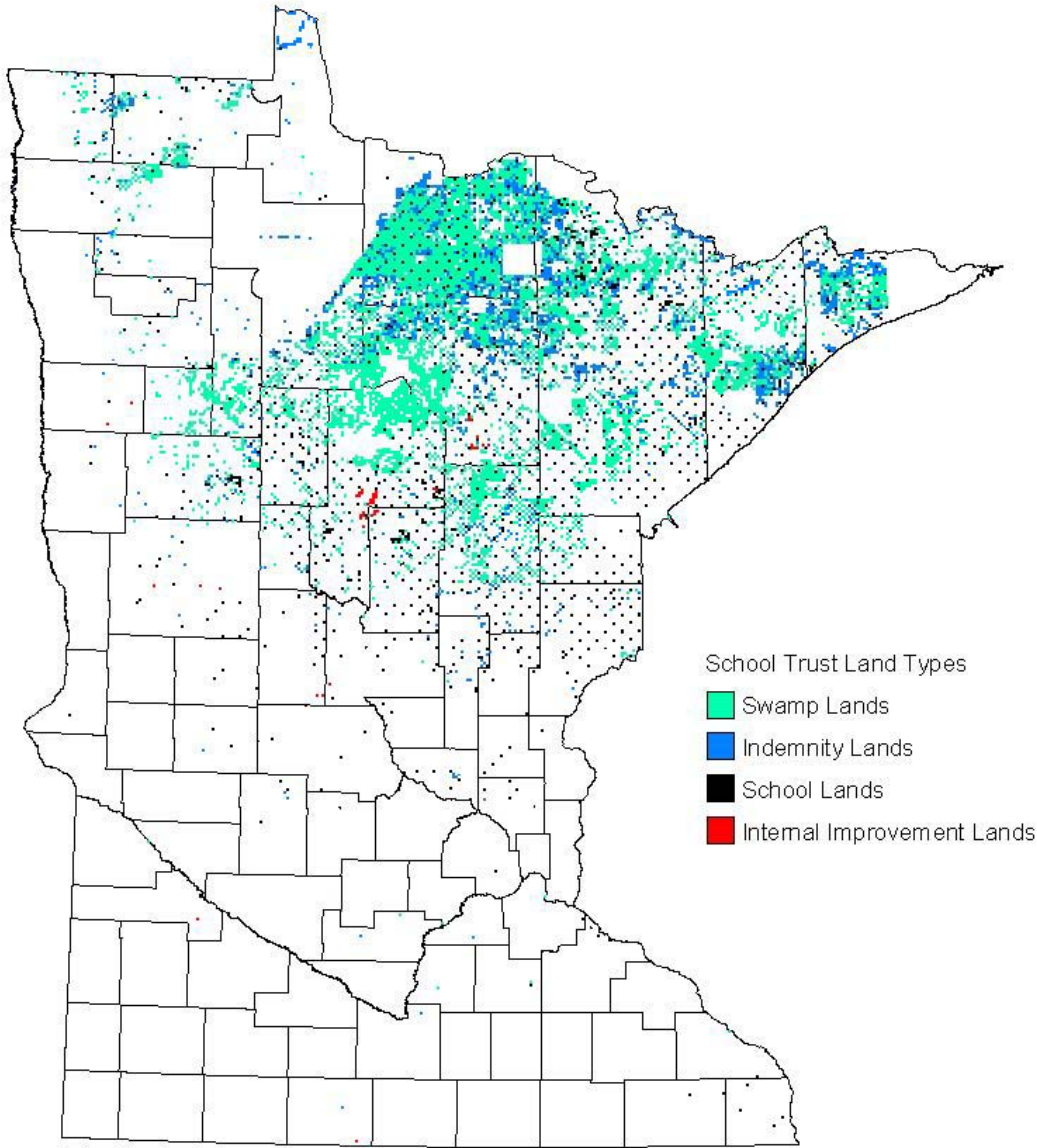 School Trust Land Types
Swamp Lands
Indemnity Lands
School Lands
Internal Improvement Lands